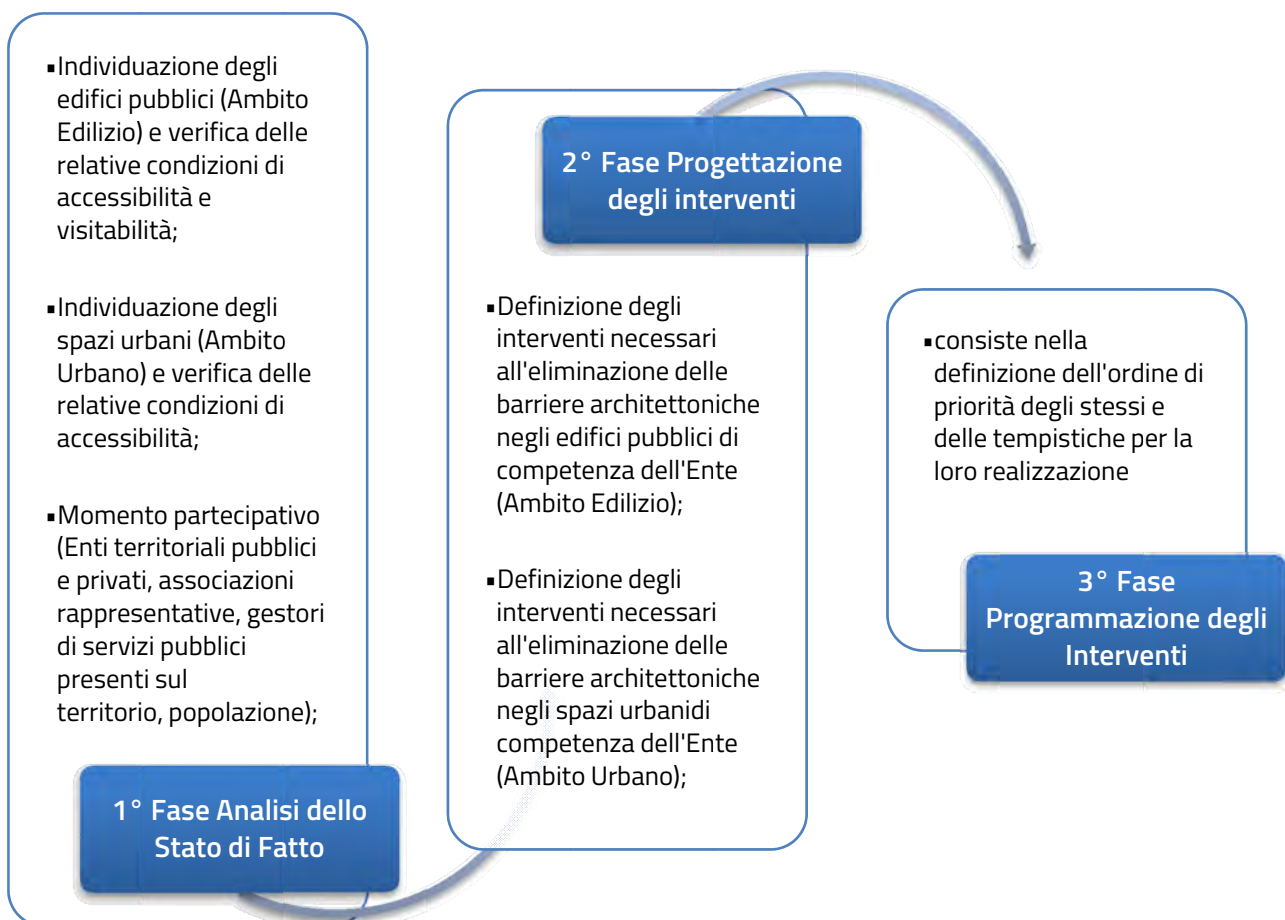 ▪Individuazione degli
edifici pubblici (Ambito
Edilizio) e verifica delle
relative condizioni di
accessibilità e
visitabilità;
▪Individuazione degli
spazi urbani (Ambito
Urbano) e verifica delle
relative condizioni di
accessibilità;
▪Momento partecipativo
(Enti territoriali pubblici
e privati, associazioni
rappresentative, gestori
di servizi pubblici
presenti sul
territorio, popolazione);
1° Fase Analisi dello
Stato di Fatto
2° Fase Progettazione
degli interventi
▪Definizione degli
interventi necessari
all'eliminazione delle
barriere architettoniche
negli edifici pubblici di
competenza dell'Ente
(Ambito Edilizio);
▪Definizione degli
interventi necessari
all'eliminazione delle
barriere architettoniche
negli spazi urbanidi
competenza dell'Ente
(Ambito Urbano);
▪consiste nella
definizione dell'ordine di
priorità degli stessi e
delle tempistiche per la
loro realizzazione
3° Fase
Programmazione degli
Interventi